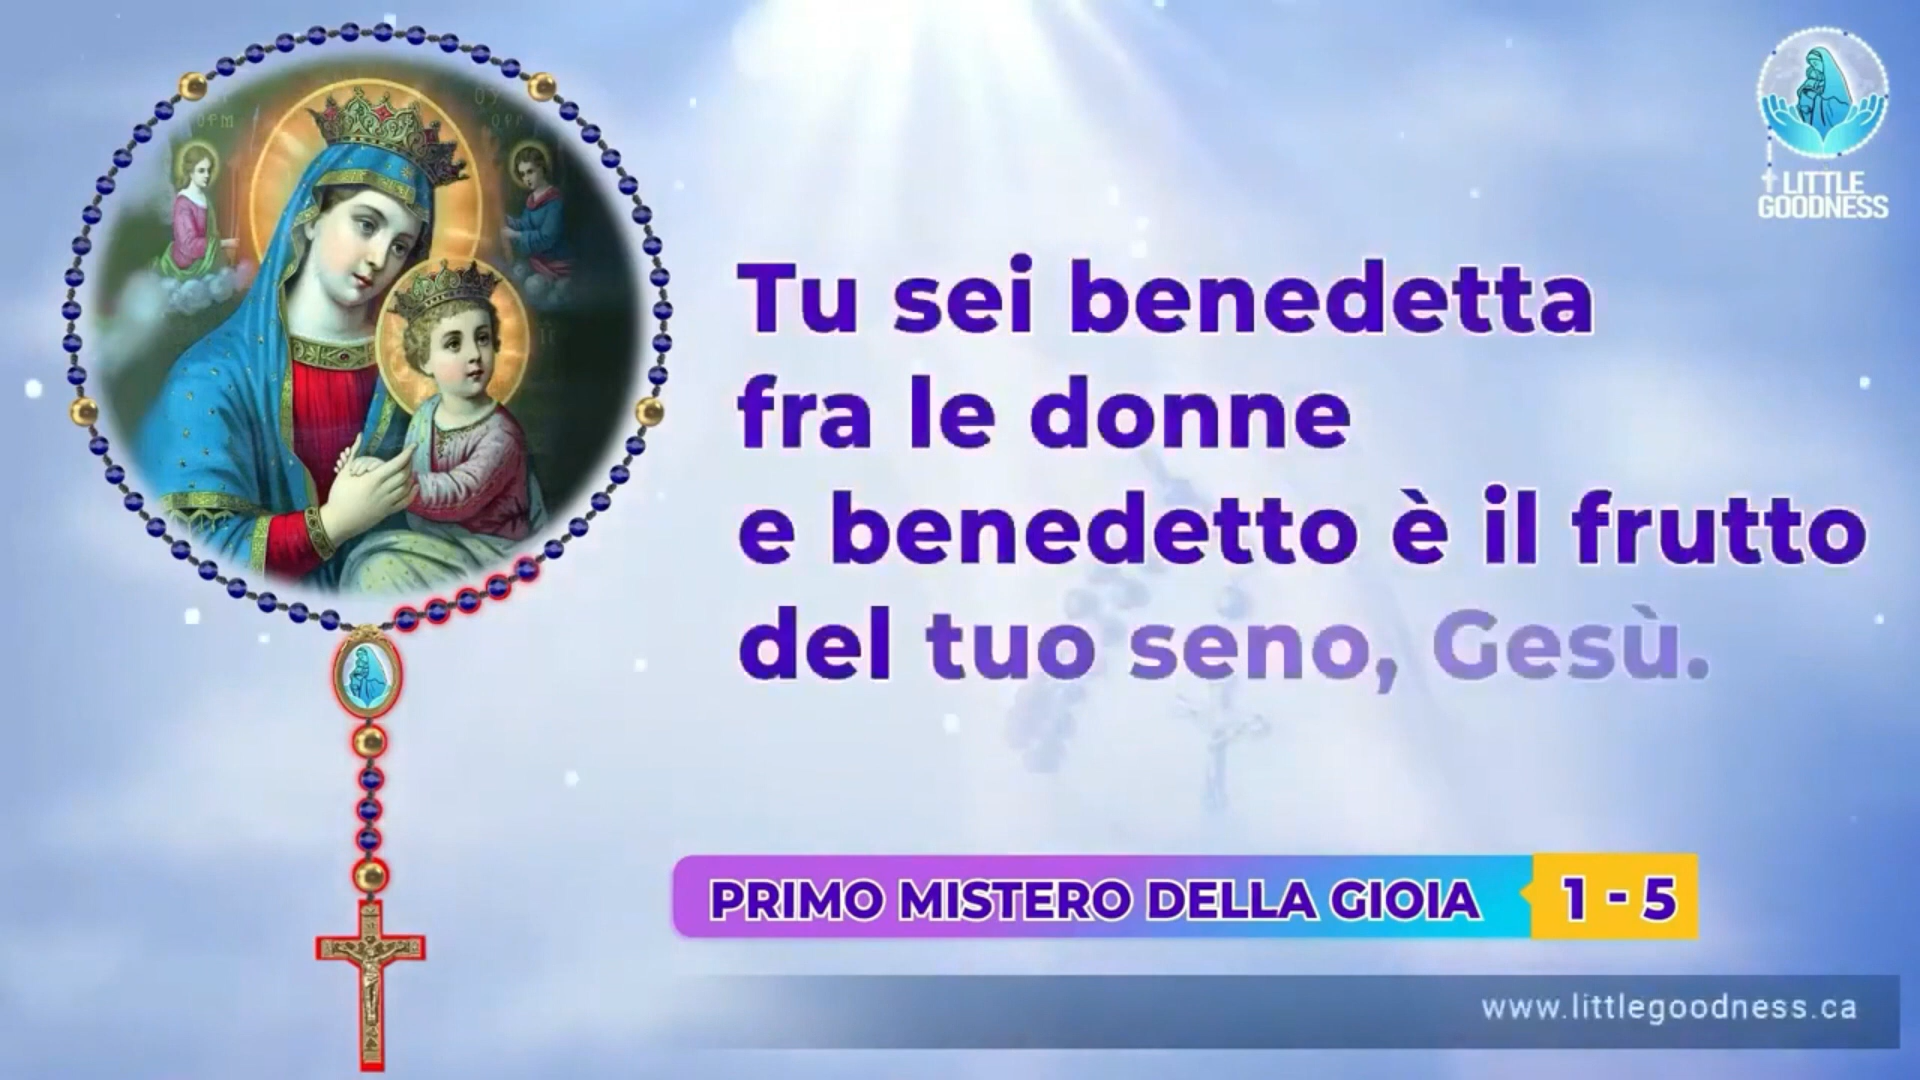 LITTLE
GOODNESS
Tu sei benedetta
fra le donne
e benedetto è il frutto
del tuo seno, Gesù.
PRIMO MISTERO DELLA GIOIA 1 - 5
www.littlegoodness.ca